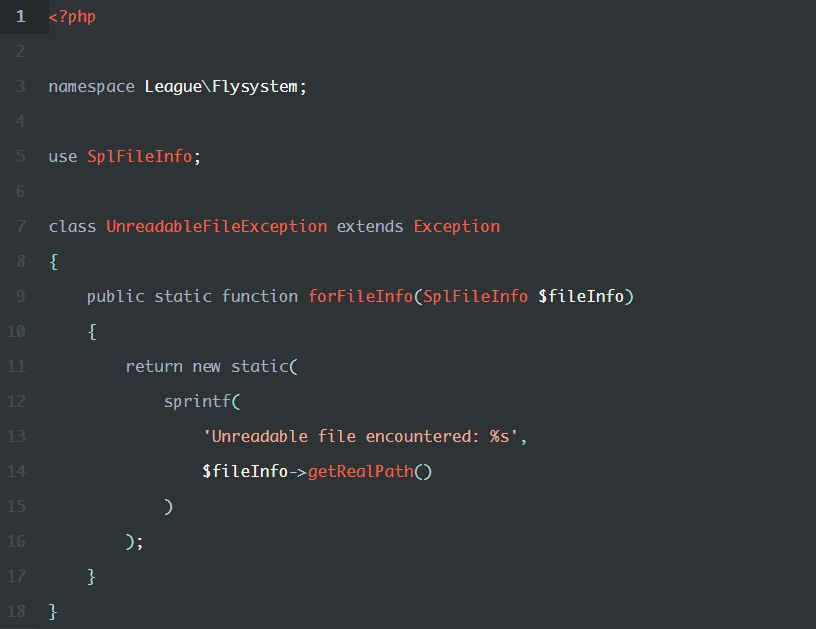 1 <?php
2
3 namespace League\Flysystem;
4
5 use SplFileInfo;
6
7 class UnreadableFileException extends Exception
8 {
9     public static function forFileInfo(SplFileInfo $fileInfo)
10     {
11         return new static(
12             sprintf(
13                 'Unreadable file encountered: %s',
14                 $fileInfo->getRealPath()
15             )
16         );
17     }
18 }